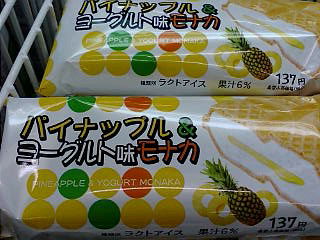 パイナップル&
ヨーグルト味モナカ
PINEAPPLE & YOGURT MONAKA
種類別 ラクトアイス
果汁6%
137円
パイナップル&
ヨーグルト味モナカ
PINEAPPLE & YOGURT MONAKA
種類別 ラクトアイス
果汁6%
137円